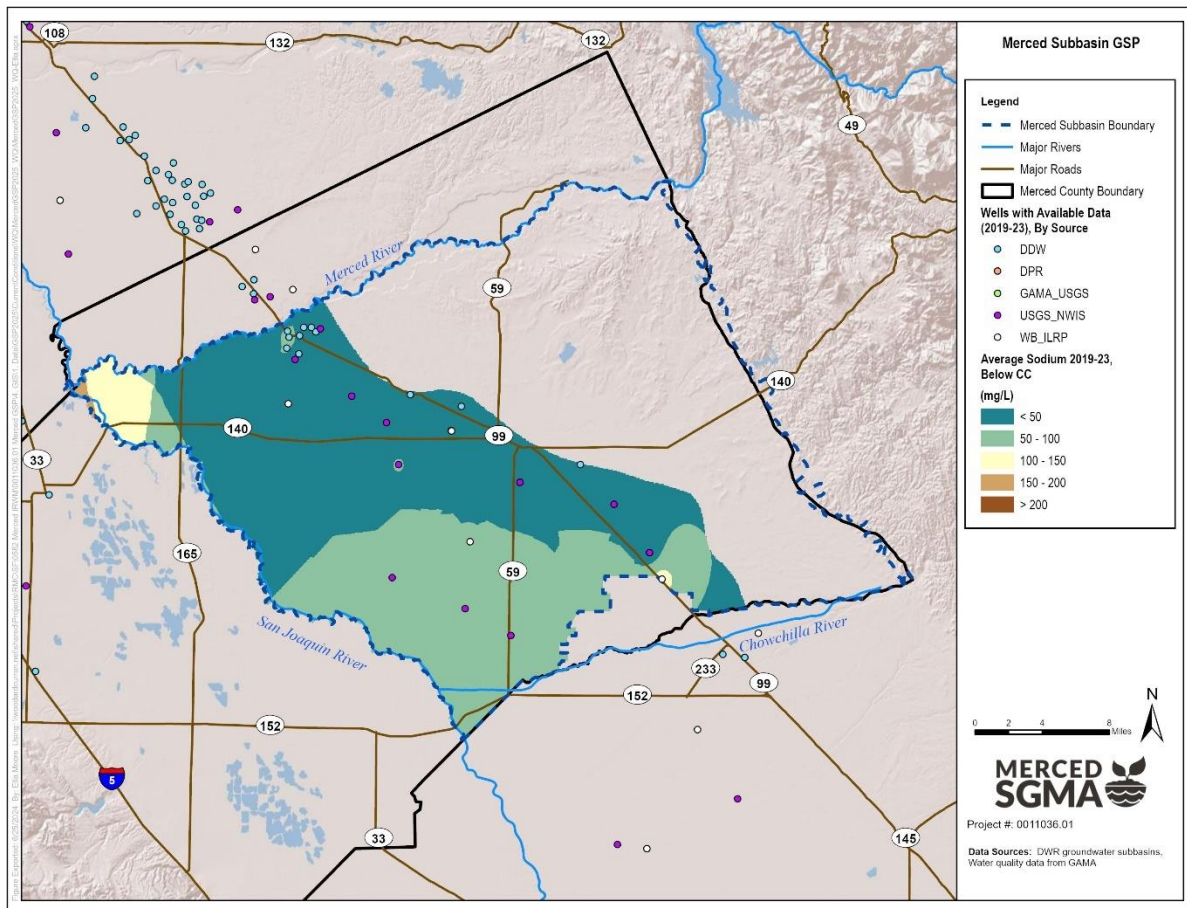 108
132
132
49
Merced River
59
140
140
99
33
165
59
San Joaquin River
Chowchilla River
233
99
152
152
5
33
145
Merced Subbasin GSP
Legend
Merced Subbasin Boundary
Major Rivers
Major Roads
Merced County Boundary
Wells with Available Data
(2019-23), By Source
DDW
DPR
GAMA_USGS
USGS_NWIS
WB_ILRP
Average Sodium 2019-23,
Below CC
(mg/L)
< 50
50 - 100
100 - 150
150 - 200
> 200
N
0 2 4 8
Miles
MERCED
SGMA
Project #: 0011036.01
Data Sources: DWR groundwater subbasins,
Water quality data from GAMA